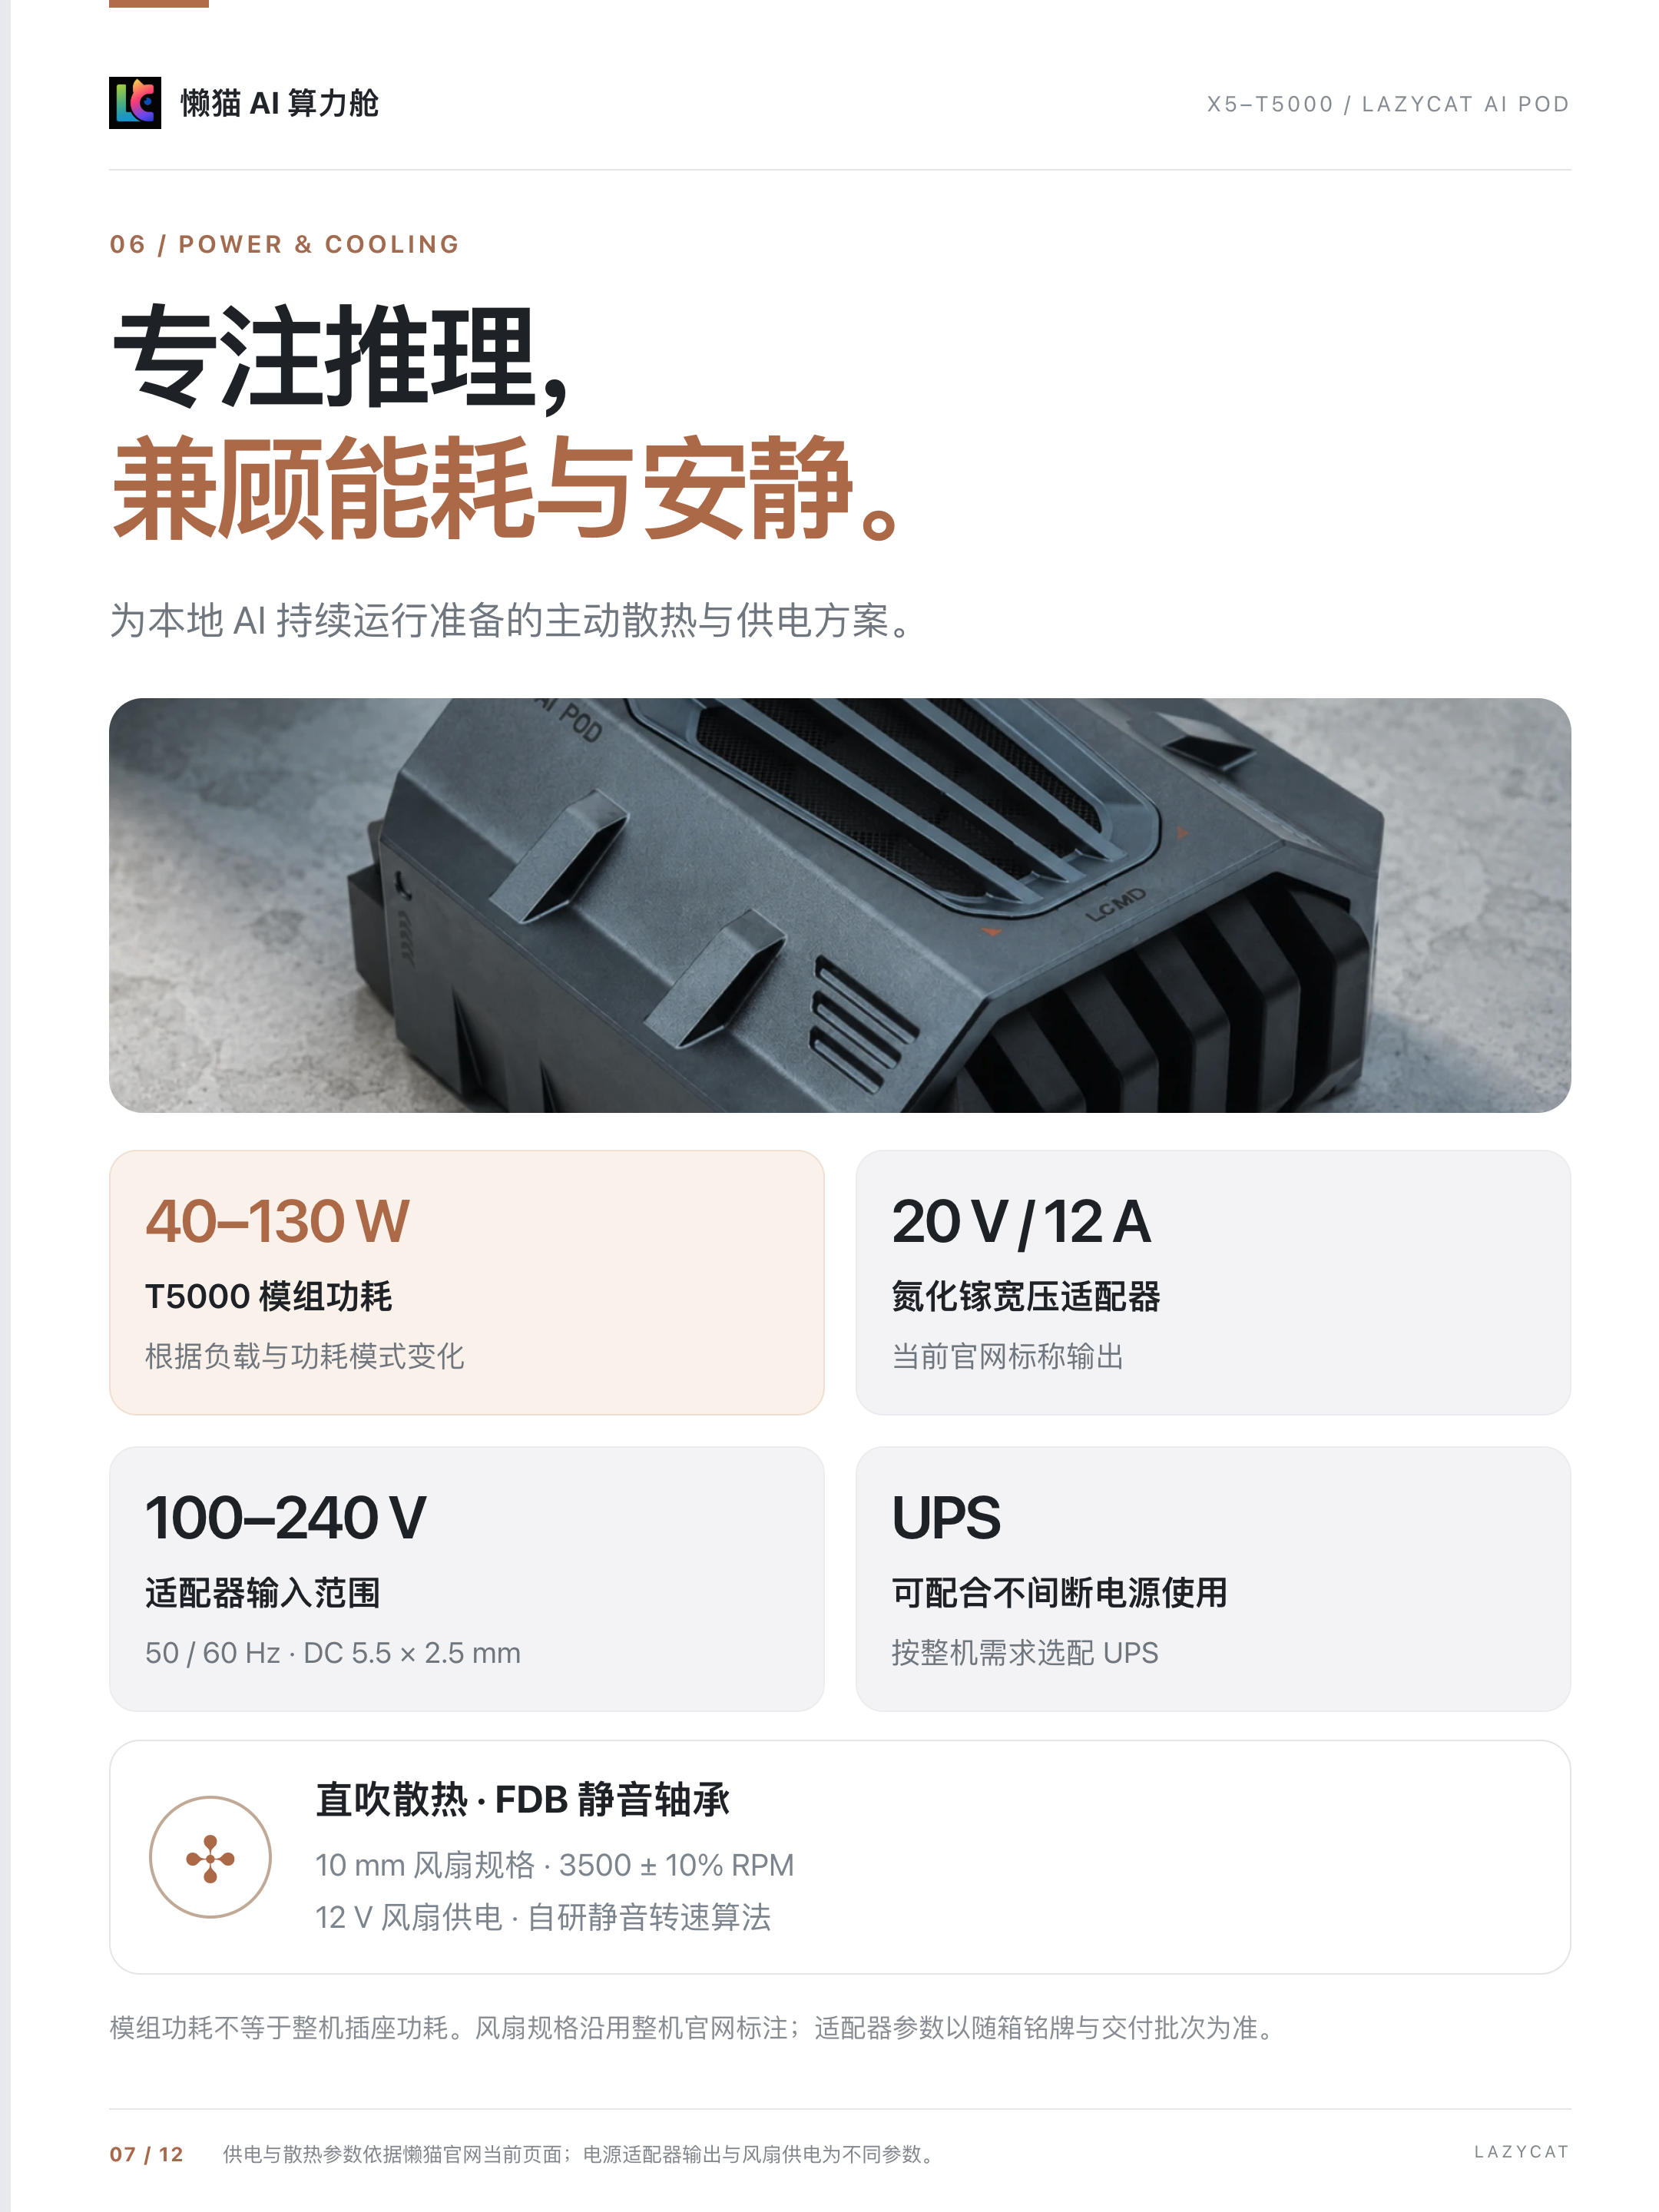 懒猫 AI 算力舱
X5–T5000 / LAZYCAT AI POD
06 / POWER & COOLING
专注推理，
兼顾能耗与安静。
为本地 AI 持续运行准备的主动散热与供电方案。
AI POD
LCMD
40–130 W
T5000 模组功耗
根据负载与功耗模式变化
20 V / 12 A
氮化镓宽压适配器
当前官网标称输出
100–240 V
适配器输入范围
50 / 60 Hz · DC 5.5 × 2.5 mm
UPS
可配合不间断电源使用
按整机需求选配 UPS
直吹散热 · FDB 静音轴承
10 mm 风扇规格 · 3500 ± 10% RPM
12 V 风扇供电 · 自研静音转速算法
模组功耗不等于整机插座功耗。风扇规格沿用整机官网标注；适配器参数以随箱铭牌与交付批次为准。
07 / 12
供电与散热参数依据懒猫官网当前页面；电源适配器输出与风扇供电为不同参数。
LAZYCAT